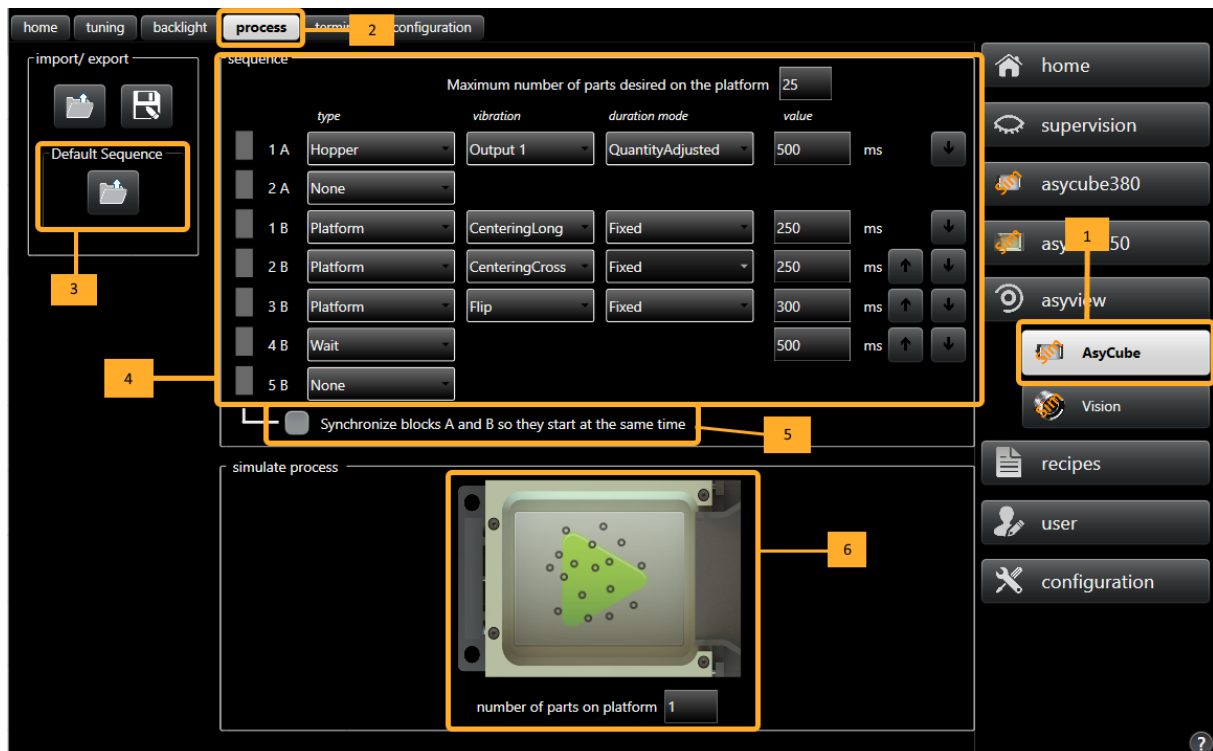 home tuning backlight process 2 configuration
import/ export
Default Sequence
3
sequence
Maximum number of parts desired on the platform 25
type vibration duration mode value
1 A Hopper Output 1 QuantityAdjusted 500 ms
2 A None
1 B Platform CenteringLong Fixed 250 ms
2 B Platform CenteringCross Fixed 250 ms
3 B Platform Flip Fixed 300 ms
4 B Wait 500 ms
5 B None
4
Synchronize blocks A and B so they start at the same time
5
simulate process
6
number of parts on platform 1
home
supervision
asycube380
1
asyview
AsyCube
Vision
recipes
user
configuration
?